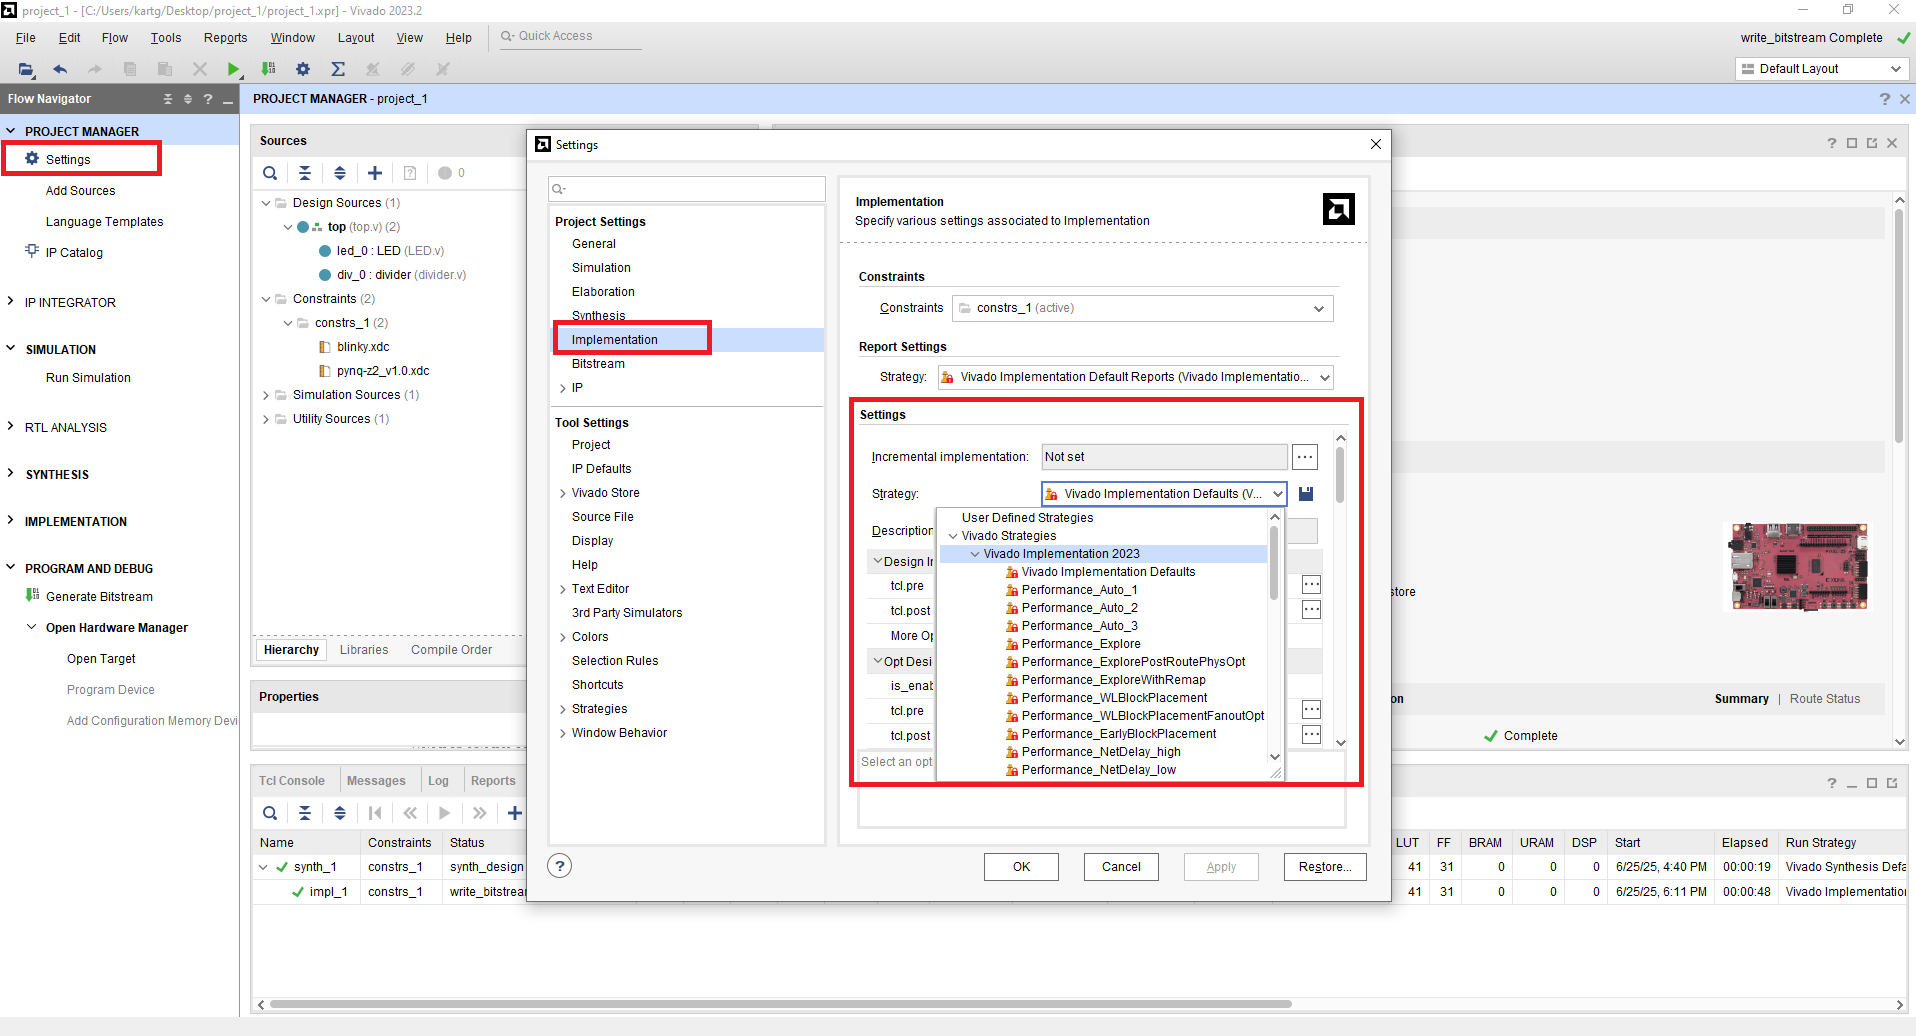 project_1 - [C:/Users/kartg/Desktop/project_1/project_1.xpr] - Vivado 2023.2
File Edit Flow Tools Reports Window Layout View Help Quick Access
write_bitstream Complete
Default Layout
Flow Navigator
PROJECT MANAGER
Settings
Add Sources
Language Templates
IP Catalog
IP INTEGRATOR
SIMULATION
Run Simulation
RTL ANALYSIS
SYNTHESIS
IMPLEMENTATION
PROGRAM AND DEBUG
Generate Bitstream
Open Hardware Manager
Open Target
Program Device
Add Configuration Memory Devi
PROJECT MANAGER - project_1
Sources
0
Design Sources (1)
top (top.v) (2)
led_0 : LED (LED.v)
div_0 : divider (divider.v)
Constraints (2)
constrs_1 (2)
blinky.xdc
pynq-z2_v1.0.xdc
Simulation Sources (1)
Utility Sources (1)
Hierarchy Libraries Compile Order
Properties
Settings
Project Settings
General
Simulation
Elaboration
Synthesis
Implementation
Bitstream
IP
Tool Settings
Project
IP Defaults
Vivado Store
Source File
Display
Help
Text Editor
3rd Party Simulators
Colors
Selection Rules
Shortcuts
Strategies
Window Behavior
Implementation
Specify various settings associated to Implementation
Constraints
Constraints constrs_1 (active)
Report Settings
Strategy: Vivado Implementation Default Reports (Vivado Implementatio...
Settings
Incremental implementation: Not set
Strategy: Vivado Implementation Defaults (V...
Description
Design In
tcl.pre
tcl.post
More Op
Opt Desi
is_enab
tcl.pre
tcl.post
Select an opt
User Defined Strategies
Vivado Strategies
Vivado Implementation 2023
Vivado Implementation Defaults
Performance_Auto_1
Performance_Auto_2
Performance_Auto_3
Performance_Explore
Performance_ExplorePostRoutePhysOpt
Performance_ExploreWithRemap
Performance_WLBlockPlacement
Performance_WLBlockPlacementFanoutOpt
Performance_EarlyBlockPlacement
Performance_NetDelay_high
Performance_NetDelay_low
OK Cancel Apply Restore...
store
on
Summary | Route Status
Complete
Tcl Console Messages Log Reports
Name Constraints Status LUT FF BRAM URAM DSP Start Elapsed Run Strategy
synth_1 constrs_1 synth_design 41 31 0 0 0 6/25/25, 4:40 PM 00:00:19 Vivado Synthesis Defa
impl_1 constrs_1 write_bitstrear 41 31 0 0 0 6/25/25, 6:11 PM 00:00:48 Vivado Implementation